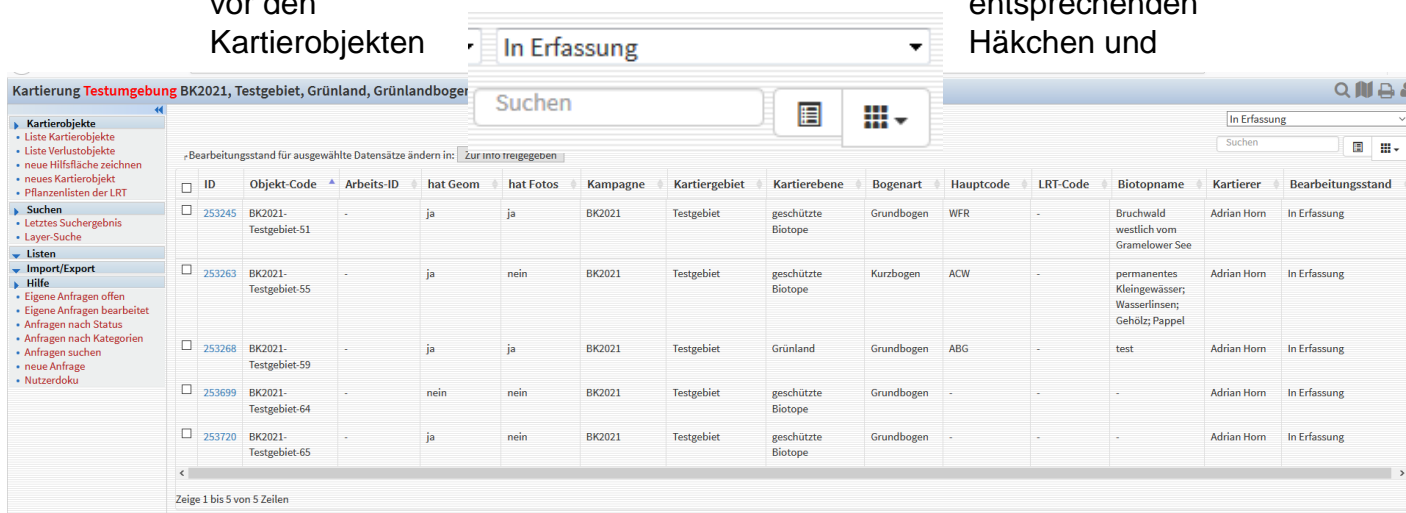 vor den
Kartierobjekten
entsprechenden
Häkchen und
In Erfassung
Suchen
Kartierung Testumgebung BK2021, Testgebiet, Grünland, Grünlandboger
Kartierobjekte
Liste Kartierobjekte
Liste Verlustobjekte
neue Hilfsfläche zeichnen
neues Kartierobjekt
Pflanzenlisten der LRT
Suchen
Letztes Suchergebnis
Layer-Suche
Listen
Import/Export
Hilfe
Eigene Anfragen offen
Eigene Anfragen bearbeitet
Anfragen nach Status
Anfragen nach Kategorien
Anfragen suchen
neue Anfrage
Nutzerdoku
In Erfassung
Suchen
Bearbeitungsstand für ausgewählte Datensätze ändern in: Zur Info freigegeben
ID Objekt-Code Arbeits-ID hat Geom hat Fotos Kampagne Kartiergebiet Kartierebene Bogenart Hauptcode LRT-Code Biotopname Kartierer Bearbeitungsstand
253245 BK2021- - ja ja BK2021 Testgebiet geschützte Grundbogen WFR - Bruchwald Adrian Horn In Erfassung
Testgebiet-51 Biotope westlich vom
Gramelower See
253263 BK2021- - ja nein BK2021 Testgebiet geschützte Kurzbogen ACW - permanentes Adrian Horn In Erfassung
Testgebiet-55 Biotope Kleingewässer;
Wasserlinsen;
Gehölz; Pappel
253268 BK2021- - ja ja BK2021 Testgebiet Grünland Grundbogen ABG - test Adrian Horn In Erfassung
Testgebiet-59
253699 BK2021- - nein nein BK2021 Testgebiet geschützte Grundbogen - - - Adrian Horn In Erfassung
Testgebiet-64 Biotope
253720 BK2021- - ja nein BK2021 Testgebiet geschützte Grundbogen - - - Adrian Horn In Erfassung
Testgebiet-65 Biotope
Zeige 1 bis 5 von 5 Zeilen